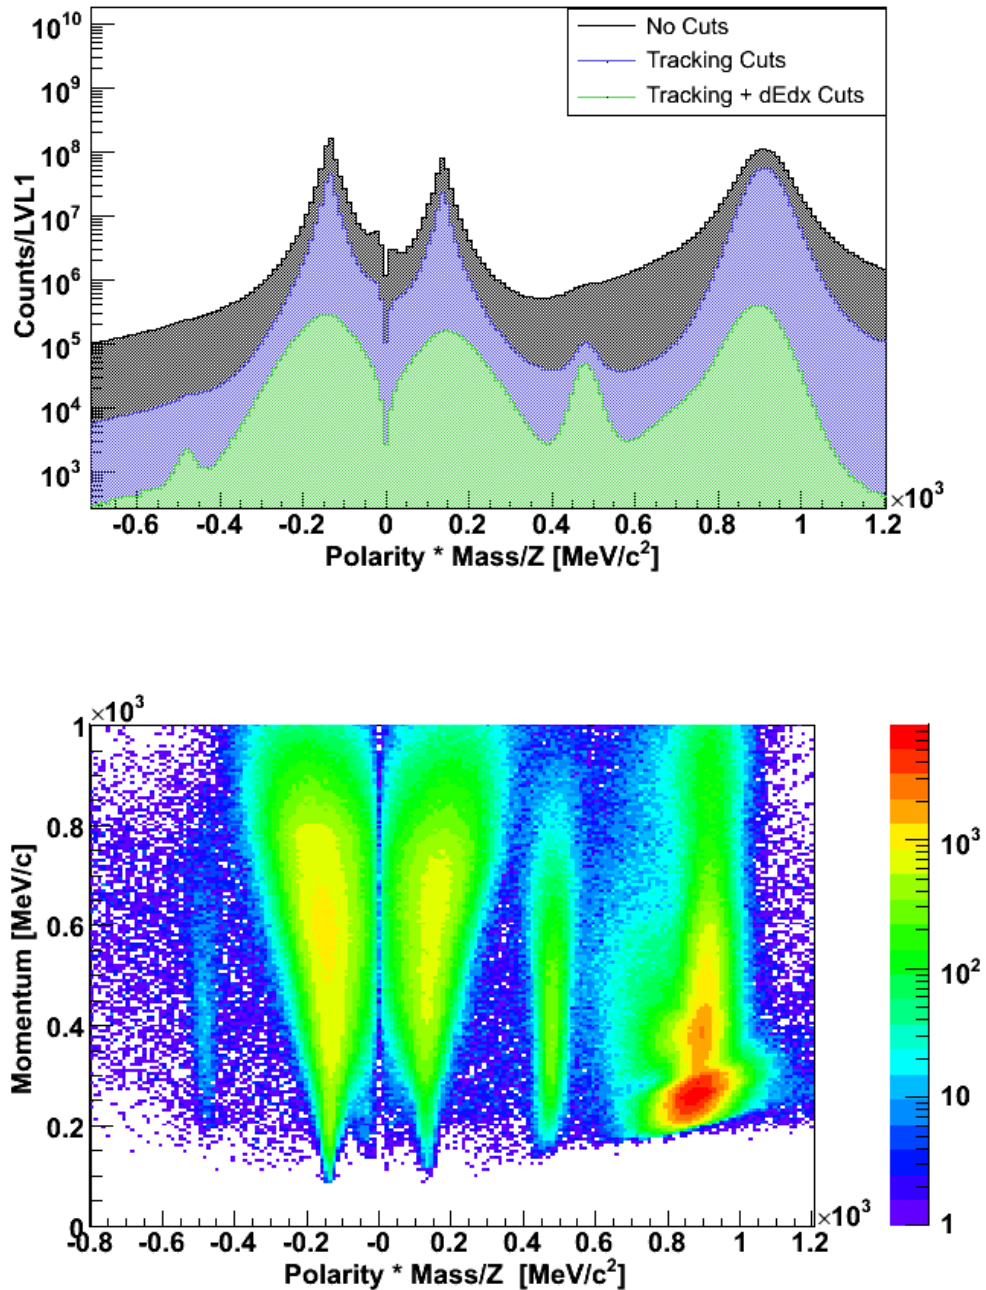 No Cuts
Tracking Cuts
Tracking + dEdx Cuts
Counts/LVL1
10^10
10^9
10^8
10^7
10^6
10^5
10^4
10^3
-0.6 -0.4 -0.2 0 0.2 0.4 0.6 0.8 1 1.2
×10^3
Polarity * Mass/Z [MeV/c^2]
×10^3
Momentum [MeV/c]
1
0.8
0.6
0.4
0.2
0
-0.8 -0.6 -0.4 -0.2 -0 0.2 0.4 0.6 0.8 1 1.2
×10^3
Polarity * Mass/Z [MeV/c^2]
10^3
10^2
10
1